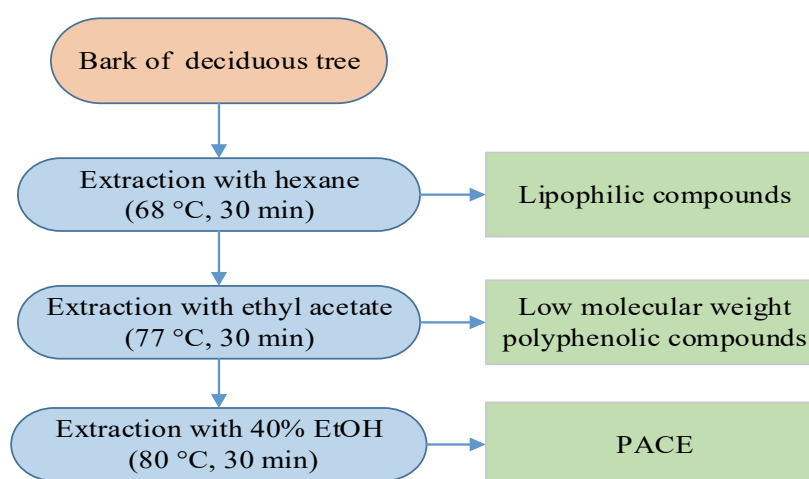 Bark of deciduous tree
Extraction with hexane
(68 °C, 30 min)
Lipophilic compounds
Extraction with ethyl acetate
(77 °C, 30 min)
Low molecular weight
polyphenolic compounds
Extraction with 40% EtOH
(80 °C, 30 min)
PACE